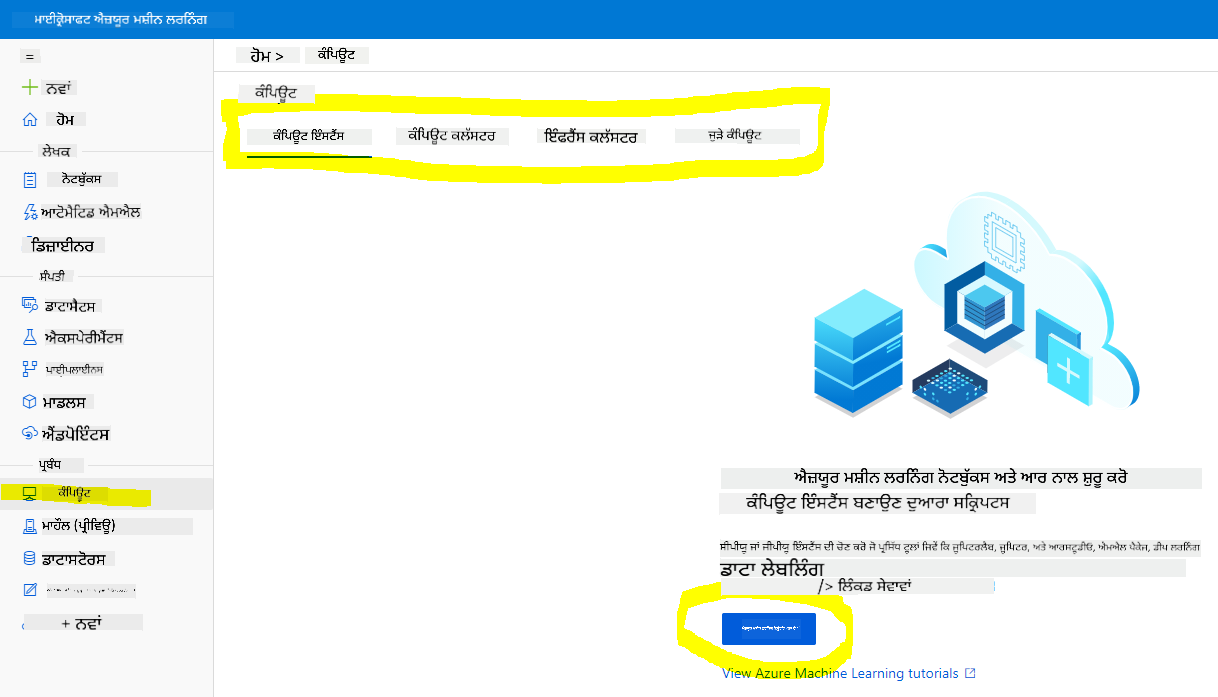 ਮਾਈਕ੍ਰੋਸਾਫਟ ਐਜ਼ਯੂਰ ਮਸ਼ੀਨ ਲਰਨਿੰਗ
ਹੋਮ > ਕੰਪਿਊਟ
ਨਵਾਂ
ਹੋਮ
ਲੇਖਕ
ਨੋਟਬੁੱਕਸ
ਆਟੋਮੈਟਿਡ ਐਮਐਲ
ਡਿਜ਼ਾਈਨਰ
ਸੰਪਤੀ
ਡਾਟਾਸੈਟਸ
ਐਕਸਪੇਰੀਮੈਂਟਸ
ਪਾਈਪਲਾਈਨਸ
ਮਾਡਲਸ
ਐਂਡਪੋਇੰਟਸ
ਪ੍ਰਬੰਧ
ਕੰਪਿਊਟ
ਮਾਹੌਲ (ਪ੍ਰੀਵਿਊ)
ਡਾਟਾਸਟੋਰਸ
+ ਨਵਾਂ
ਕੰਪਿਊਟ
ਕੰਪਿਊਟ ਇੰਸਟੈਂਸ ਕੰਪਿਊਟ ਕਲੱਸਟਰ ਇੰਫਰੈਂਸ ਕਲੱਸਟਰ ਜੁੜੇ ਕੰਪਿਊਟ
ਐਜ਼ਯੂਰ ਮਸ਼ੀਨ ਲਰਨਿੰਗ ਨੋਟਬੁੱਕਸ ਅਤੇ ਆਰ ਨਾਲ ਸ਼ੁਰੂ ਕਰੋ
ਕੰਪਿਊਟ ਇੰਸਟੈਂਸ ਬਣਾਉਣ ਦੁਆਰਾ ਸਕ੍ਰਿਪਟਸ
ਸੀਪੀਯੂ ਜਾਂ ਜੀਪੀਯੂ ਇੰਸਟੈਂਸ ਦੀ ਚੋਣ ਕਰੋ ਜੋ ਪ੍ਰਸਿੱਧ ਟੂਲਾਂ ਜਿਵੇਂ ਕਿ ਜੁਪਿਟਰਲੈਬ, ਜੁਪਿਟਰ, ਅਤੇ ਆਰਸਟੂਡੀਓ, ਐਮਐਲ ਪੈਕੇਜ, ਡੀਪ ਲਰਨਿੰਗ
ਡਾਟਾ ਲੇਬਲਿੰਗ
/> ਲਿੰਕਡ ਸੇਵਾਵਾਂ
View Azure Machine Learning tutorials